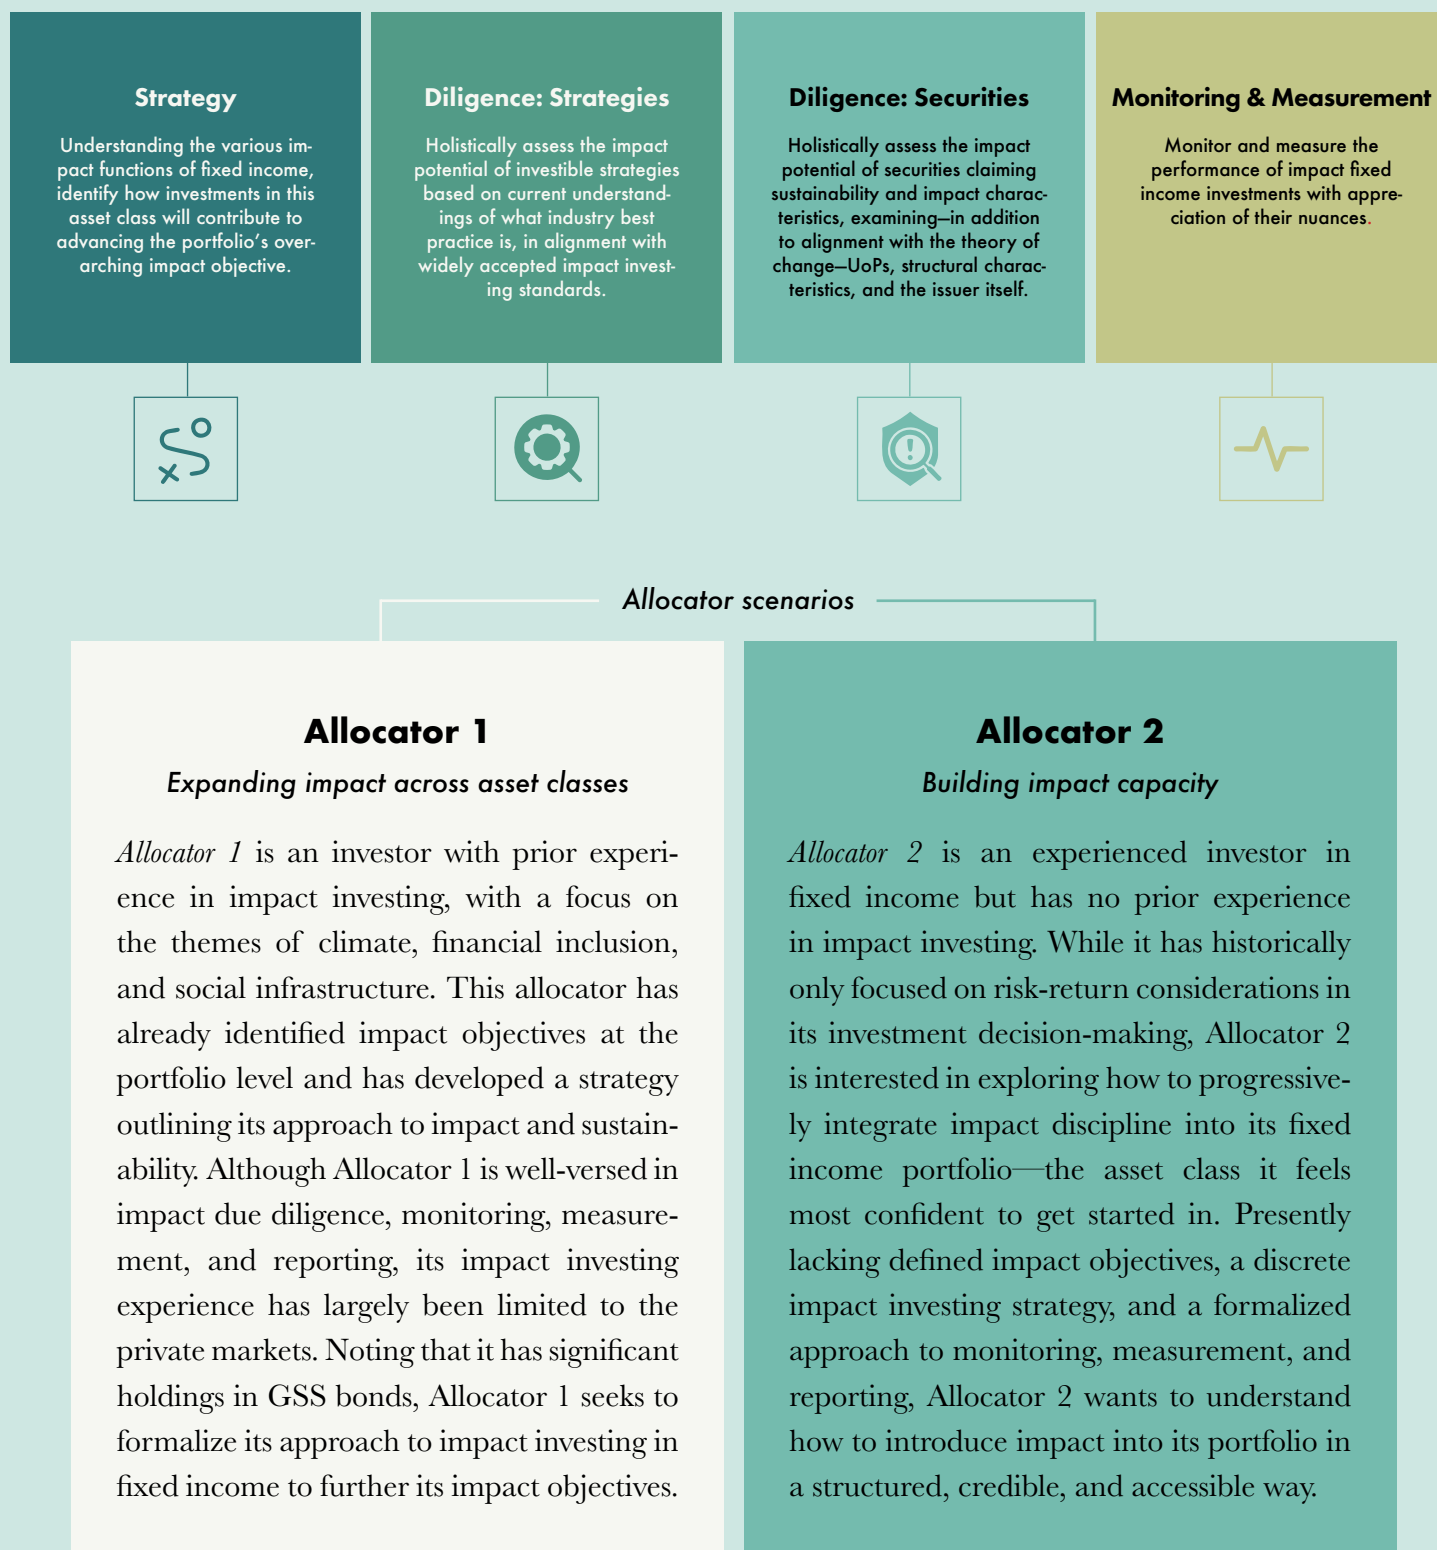 Strategy
Understanding the various im-
pact functions of fixed income,
identify how investments in this
asset class will contribute to
advancing the portfolio's over-
arching impact objective.
Diligence: Strategies
Holistically assess the impact
potential of investible strategies
based on current understand-
ings of what industry best
practice is, in alignment with
widely accepted impact invest-
ing standards.
Diligence: Securities
Holistically assess the impact
potential of securities claiming
sustainability and impact charac-
teristics, examining—in addition
to alignment with the theory of
change—UoPs, structural charac-
teristics, and the issuer itself.
Monitoring & Measurement
Monitor and measure the
performance of impact fixed
income investments with appre-
ciation of their nuances.
Allocator scenarios
Allocator 1
Expanding impact across asset classes
Allocator 1 is an investor with prior experi-
ence in impact investing, with a focus on
the themes of climate, financial inclusion,
and social infrastructure. This allocator has
already identified impact objectives at the
portfolio level and has developed a strategy
outlining its approach to impact and sustain-
ability. Although Allocator 1 is well-versed in
impact due diligence, monitoring, measure-
ment, and reporting, its impact investing
experience has largely been limited to the
private markets. Noting that it has significant
holdings in GSS bonds, Allocator 1 seeks to
formalize its approach to impact investing in
fixed income to further its impact objectives.
Allocator 2
Building impact capacity
Allocator 2 is an experienced investor in
fixed income but has no prior experience
in impact investing. While it has historically
only focused on risk-return considerations in
its investment decision-making, Allocator 2
is interested in exploring how to progressive-
ly integrate impact discipline into its fixed
income portfolio—the asset class it feels
most confident to get started in. Presently
lacking defined impact objectives, a discrete
impact investing strategy, and a formalized
approach to monitoring, measurement, and
reporting, Allocator 2 wants to understand
how to introduce impact into its portfolio in
a structured, credible, and accessible way.